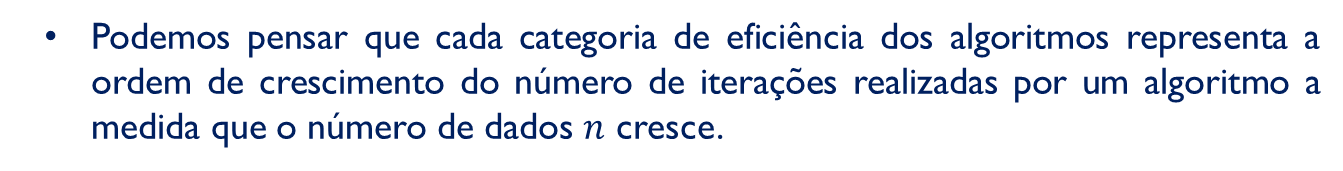 • Podemos pensar que cada categoria de eficiência dos algoritmos representa a
ordem de crescimento do número de iterações realizadas por um algoritmo a
medida que o número de dados 𝑛 cresce.